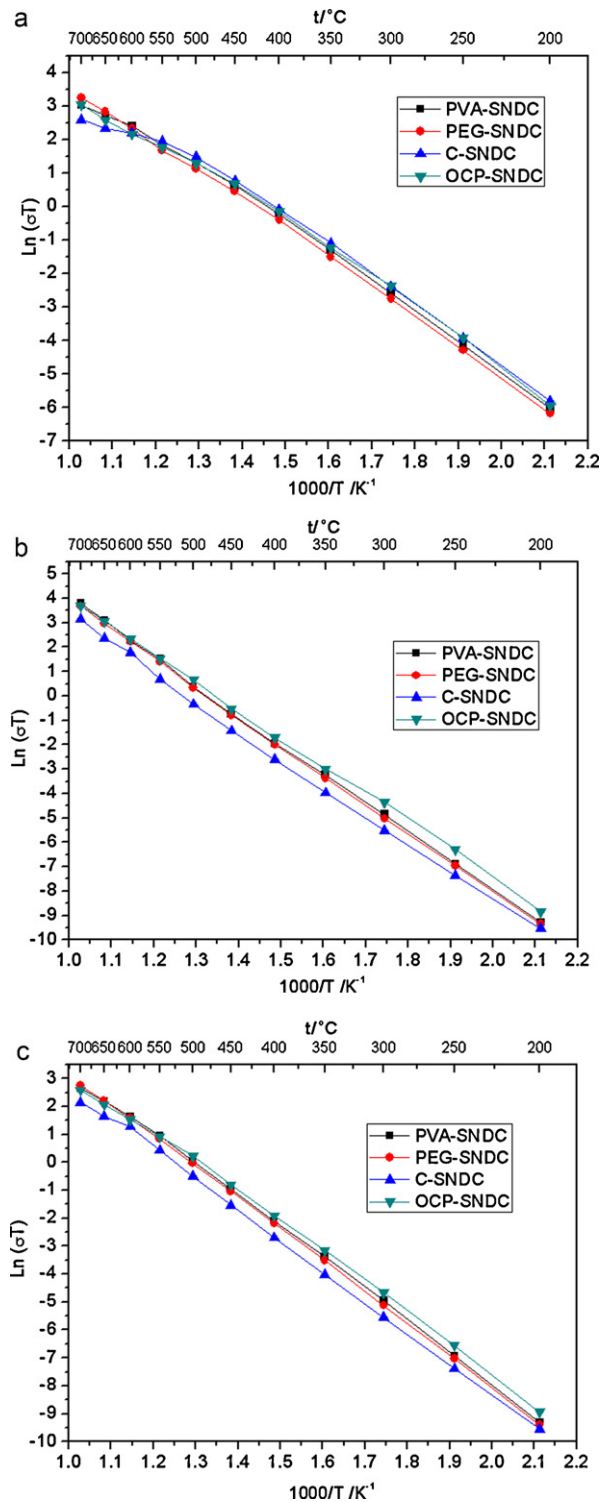 a
t/°C
700 650 600 550 500 450 400 350 300 250 200
4
3
2
1
0
-1
-2
-3
-4
-5
-6
-7
Ln (σT)
PVA-SNDC
PEG-SNDC
C-SNDC
OCP-SNDC
1.0 1.1 1.2 1.3 1.4 1.5 1.6 1.7 1.8 1.9 2.0 2.1 2.2
1000/T /K⁻¹
b
t/°C
700 650 600 550 500 450 400 350 300 250 200
5
4
3
2
1
0
-1
-2
-3
-4
-5
-6
-7
-8
-9
-10
Ln (σT)
PVA-SNDC
PEG-SNDC
C-SNDC
OCP-SNDC
1.0 1.1 1.2 1.3 1.4 1.5 1.6 1.7 1.8 1.9 2.0 2.1 2.2
1000/T /K⁻¹
c
t/°C
700 650 600 550 500 450 400 350 300 250 200
3
2
1
0
-1
-2
-3
-4
-5
-6
-7
-8
-9
-10
Ln (σT)
PVA-SNDC
PEG-SNDC
C-SNDC
OCP-SNDC
1.0 1.1 1.2 1.3 1.4 1.5 1.6 1.7 1.8 1.9 2.0 2.1 2.2
1000/T /K⁻¹